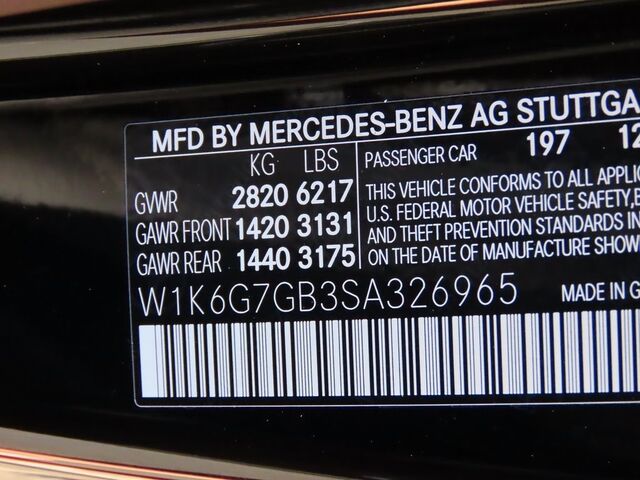 MFD BY MERCEDES-BENZ AG STUTTGA
KG LBS
GVWR 2820 6217
GAWR FRONT 1420 3131
GAWR REAR 1440 3175
PASSENGER CAR 197 12
THIS VEHICLE CONFORMS TO ALL APPLI
U.S. FEDERAL MOTOR VEHICLE SAFETY,
AND THEFT PREVENTION STANDARDS IN
ON THE DATE OF MANUFACTURE SHOW
W1K6G7GB3SA326965
MADE IN G